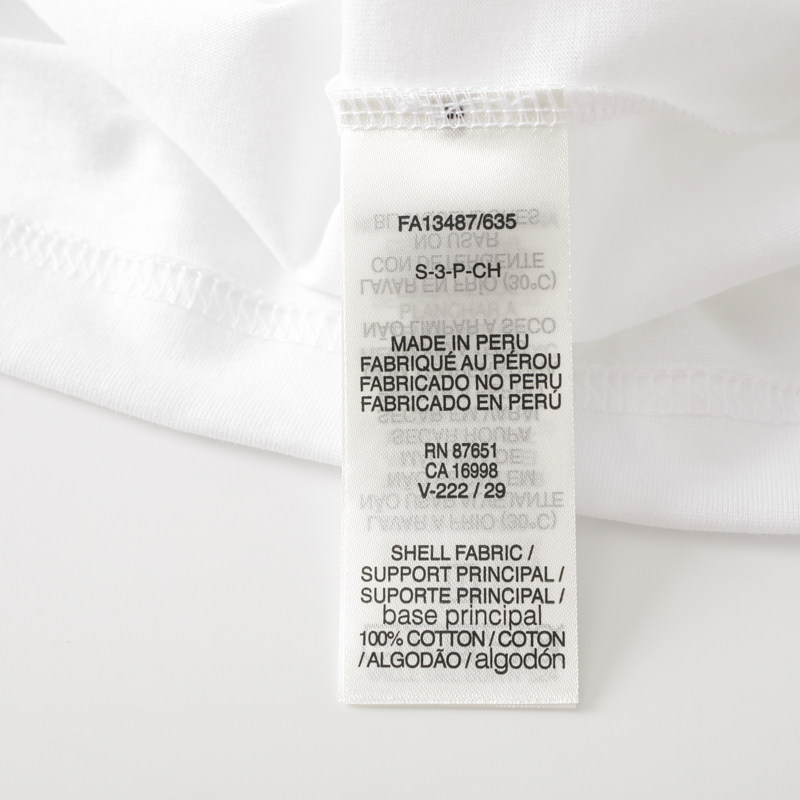 FA13487/635
S-3-P-CH
MADE IN PERU
FABRIQUÉ AU PÉROU
FABRICADO NO PERU
FABRICADO EN PERÚ
RN 87651
CA 16998
V-222 / 29
SHELL FABRIC /
SUPPORT PRINCIPAL /
SUPORTE PRINCIPAL /
base principal
100% COTTON / COTON
/ ALGODÃO / algodón